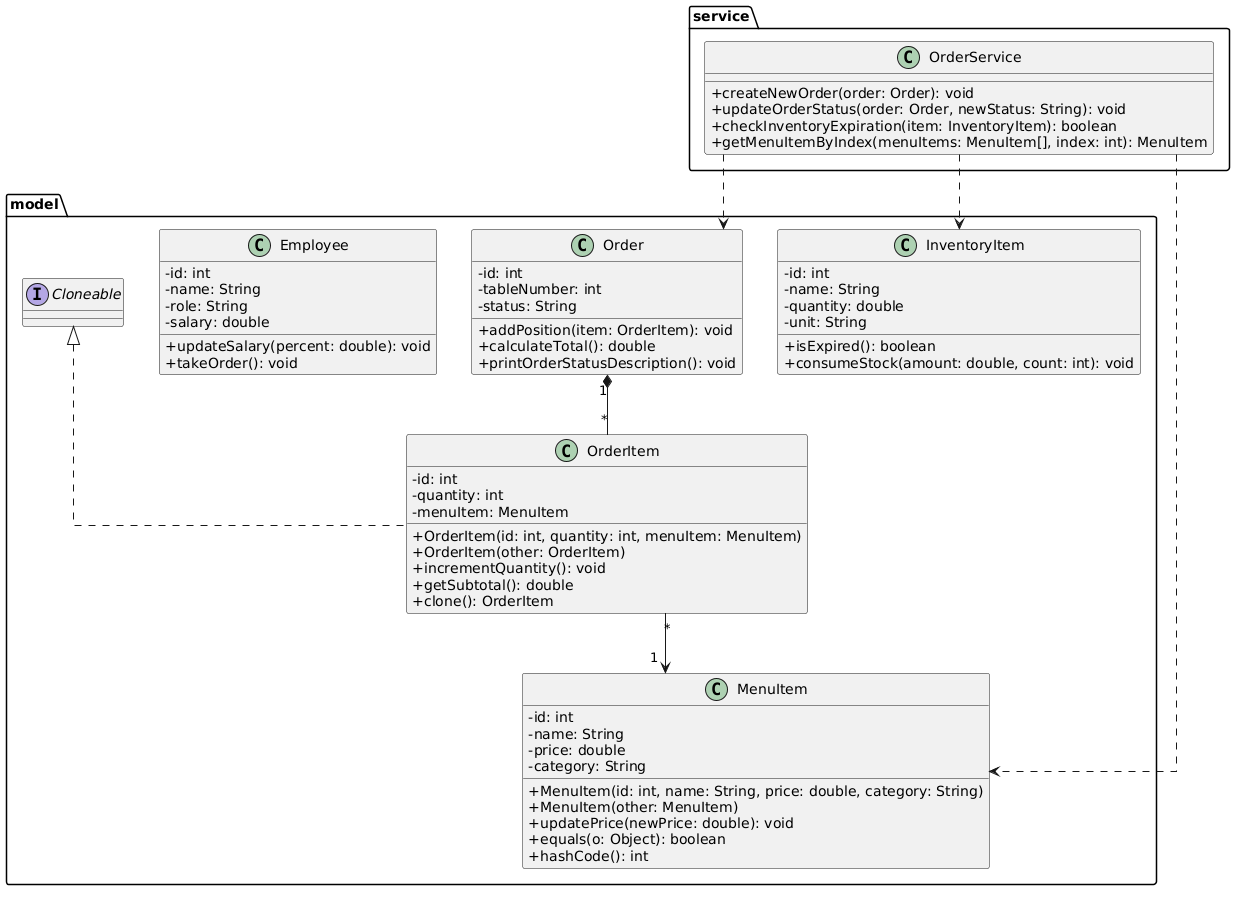 service
C OrderService
+createNewOrder(order: Order): void
+updateOrderStatus(order: Order, newStatus: String): void
+checkInventoryExpiration(item: InventoryItem): boolean
+getMenuItemByIndex(menuItems: MenuItem[], index: int): MenuItem
model
I Cloneable
C Employee
-id: int
-name: String
-role: String
-salary: double
+updateSalary(percent: double): void
+takeOrder(): void
C Order
-id: int
-tableNumber: int
-status: String
+addPosition(item: OrderItem): void
+calculateTotal(): double
+printOrderStatusDescription(): void
C InventoryItem
-id: int
-name: String
-quantity: double
-unit: String
+isExpired(): boolean
+consumeStock(amount: double, count: int): void
1
*
C OrderItem
-id: int
-quantity: int
-menuItem: MenuItem
+OrderItem(id: int, quantity: int, menuItem: MenuItem)
+OrderItem(other: OrderItem)
+incrementQuantity(): void
+getSubtotal(): double
+clone(): OrderItem
*
1
C MenuItem
-id: int
-name: String
-price: double
-category: String
+MenuItem(id: int, name: String, price: double, category: String)
+MenuItem(other: MenuItem)
+updatePrice(newPrice: double): void
+equals(o: Object): boolean
+hashCode(): int